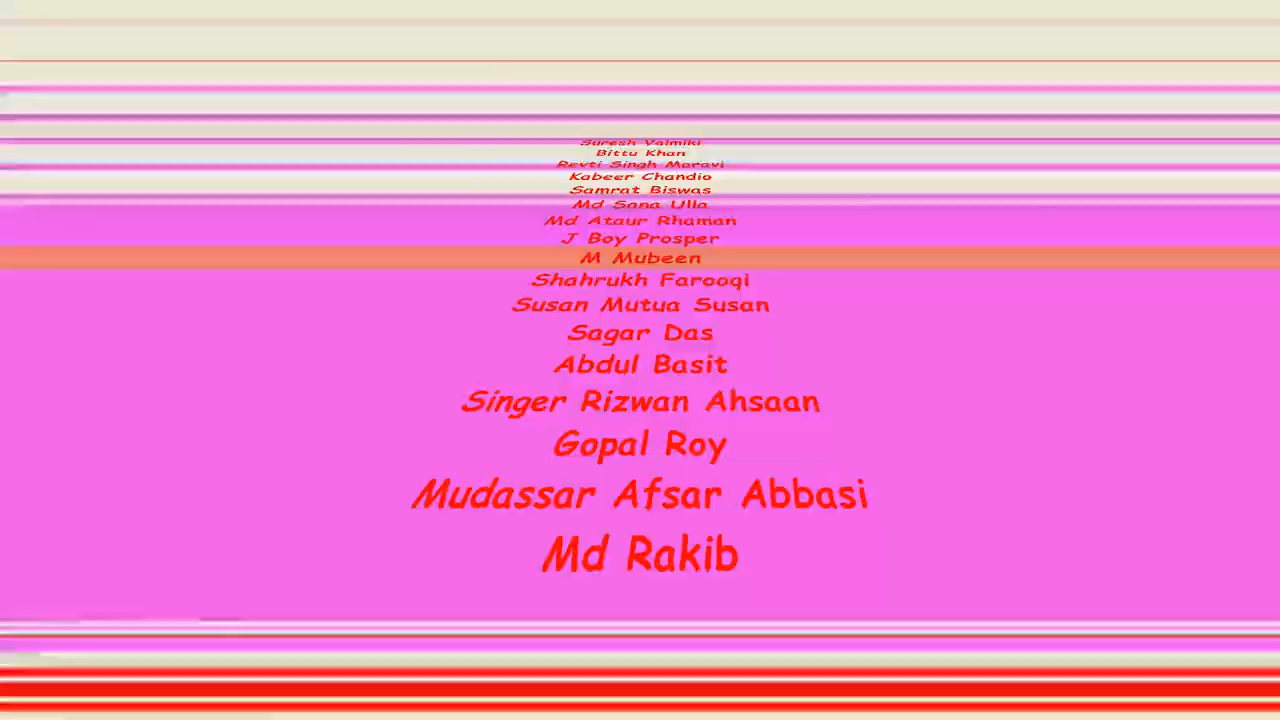 Suresh Valmiki
Bittu Khan
Revti Singh Maravi
Kabeer Chandio
Samrat Biswas
Md Sana Ulla
Md Ataur Rhaman
J Boy Prosper
M Mubeen
Shahrukh Farooqi
Susan Mutua Susan
Sagar Das
Abdul Basit
Singer Rizwan Ahsaan
Gopal Roy
Mudassar Afsar Abbasi
Md Rakib